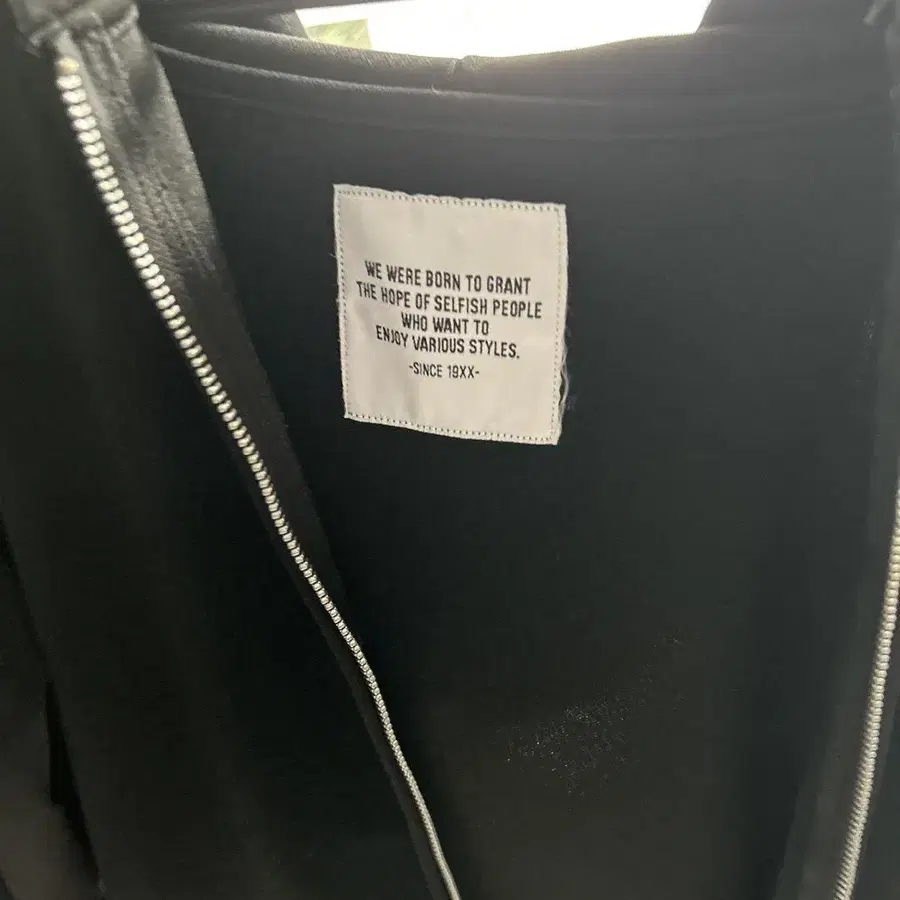 WE WERE BORN TO GRANT
THE HOPE OF SELFISH PEOPLE
WHO WANT TO
ENJOY VARIOUS STYLES.
-SINCE 19XX-